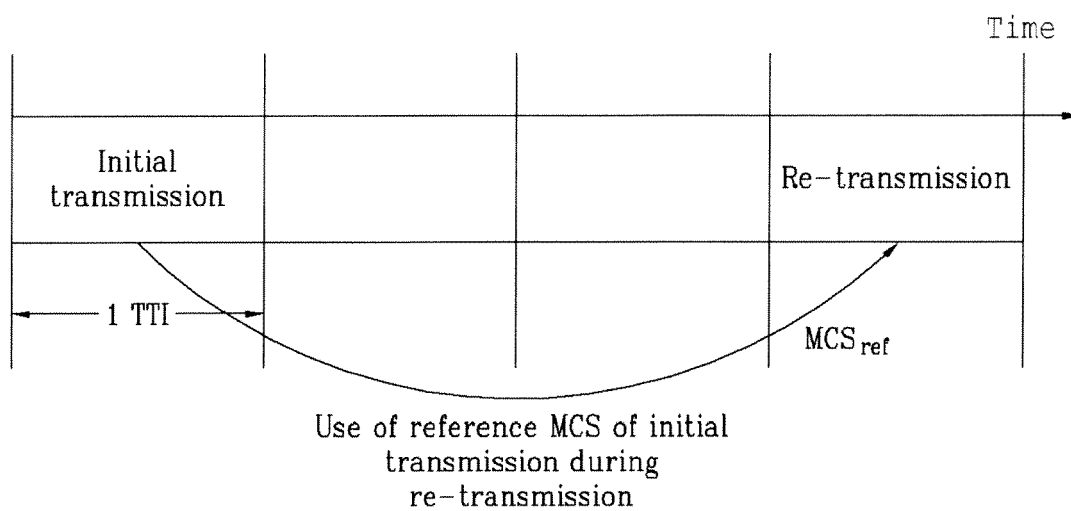 Time
Initial
transmission
Re-transmission
1 TTI
MCSref
Use of reference MCS of initial
transmission during
re-transmission